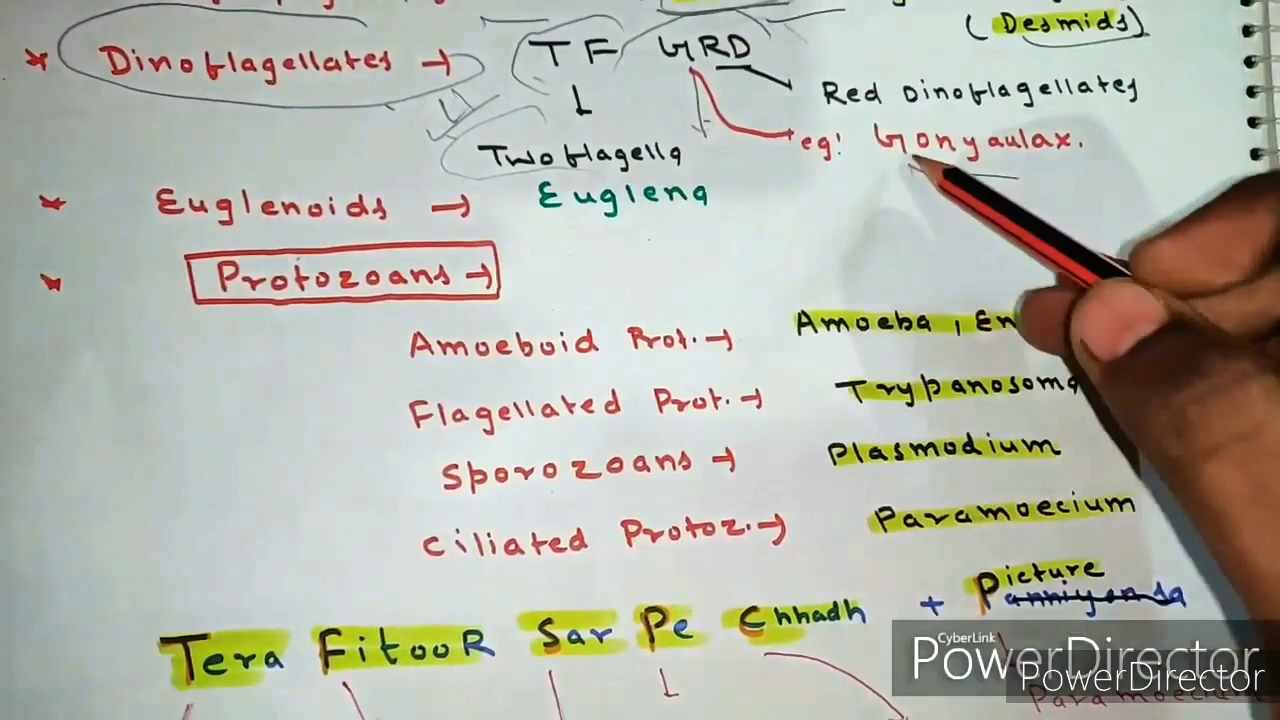 (Desmids)
* Dinoflagellates → TF GRD
Red Dinoflagellates
Two flagella
eg: Gonyaulax.
* Euglenoids → Euglena
* Protozoans →
Amoeboid Prot. → Amoeba, En
Flagellated Prot. → Trypanosoma
Sporozoans → Plasmodium
Ciliated Protoz. → Paramoecium
Tera FitooR Sar Pe Chhadh + Picture
CyberLink
PowerDirector
PowerDirector